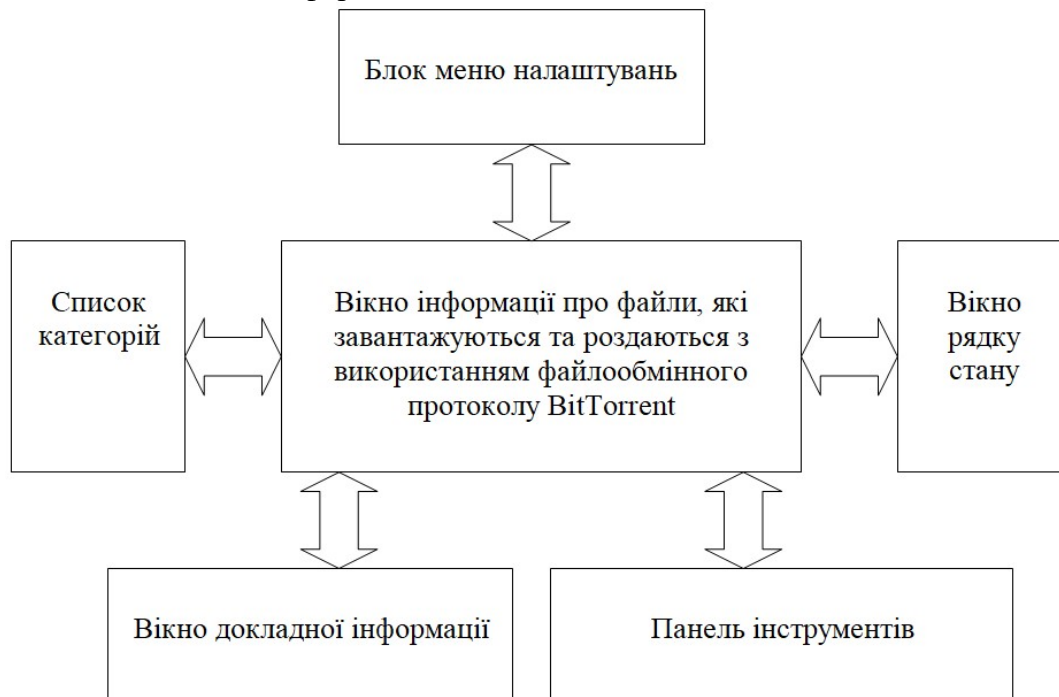 Блок меню налаштувань
Список
категорій
Вікно інформації про файли, які
завантажуються та роздаються з
використанням файлообмінного
протоколу BitTorrent
Вікно
рядку
стану
Вікно докладної інформації
Панель інструментів